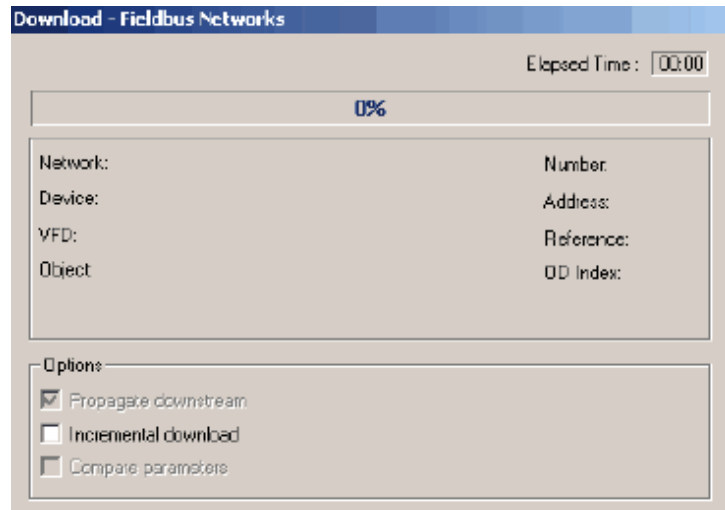 Download - Fieldbus Networks
Elapsed Time : 00:00
0%
Network:
Number:
Device:
Address:
VFD:
Reference:
Object
OD Index:
Options
Propagate downstream
Incremental download
Compare parameters